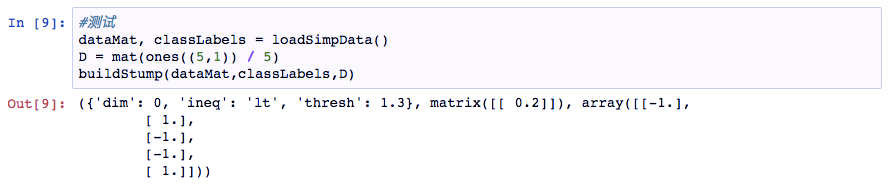 In [9]: #测试
dataMat, classLabels = loadSimpData()
D = mat(ones((5,1)) / 5)
buildStump(dataMat,classLabels,D)
Out[9]: ({'dim': 0, 'ineq': 'lt', 'thresh': 1.3}, matrix([[ 0.2]]), array([[-1.],
[ 1.],
[-1.],
[-1.],
[ 1.]]))